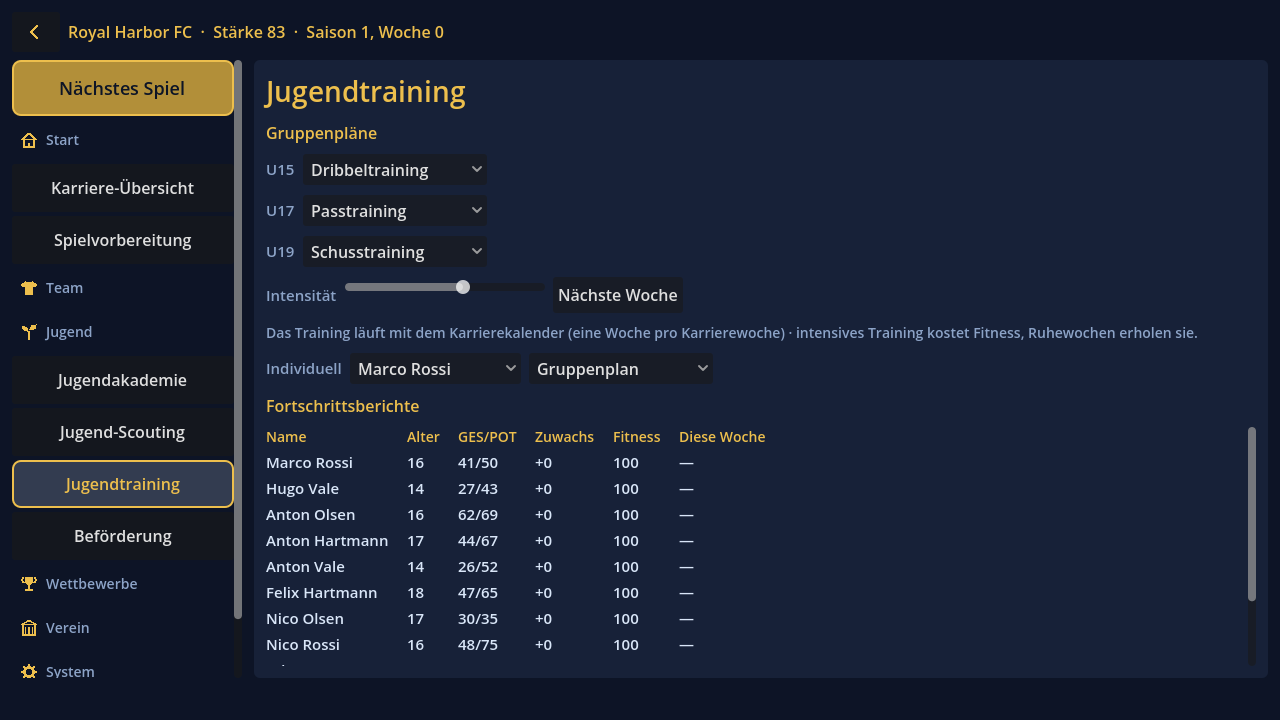 Royal Harbor FC · Stärke 83 · Saison 1, Woche 0
Nächstes Spiel
Start
Karriere-Übersicht
Spielvorbereitung
Team
Jugend
Jugendakademie
Jugend-Scouting
Jugendtraining
Beförderung
Wettbewerbe
Verein
System
Jugendtraining
Gruppenpläne
U15 Dribbeltraining
U17 Passtraining
U19 Schusstraining
Intensität Nächste Woche
Das Training läuft mit dem Karrierekalender (eine Woche pro Karrierewoche) · intensives Training kostet Fitness, Ruhewochen erholen sie.
Individuell Marco Rossi Gruppenplan
Fortschrittsberichte
Name Alter GES/POT Zuwachs Fitness Diese Woche
Marco Rossi 16 41/50 +0 100 —
Hugo Vale 14 27/43 +0 100 —
Anton Olsen 16 62/69 +0 100 —
Anton Hartmann 17 44/67 +0 100 —
Anton Vale 14 26/52 +0 100 —
Felix Hartmann 18 47/65 +0 100 —
Nico Olsen 17 30/35 +0 100 —
Nico Rossi 16 48/75 +0 100 —